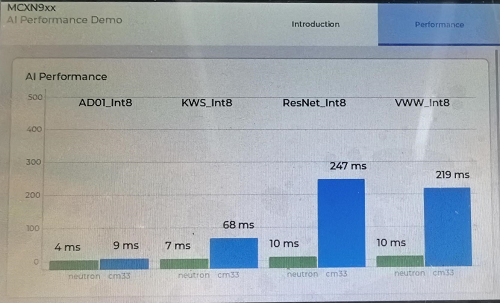 MCXN9xx
AI Performance Demo
Introduction
Performance
AI Performance
500
AD01_Int8 KWS_Int8 ResNet_Int8 VWW_Int8
400
300
247 ms
219 ms
200
100
68 ms
4 ms 9 ms 7 ms 10 ms 10 ms
0
neutron cm33 neutron cm33 neutron cm33 neutron cm33